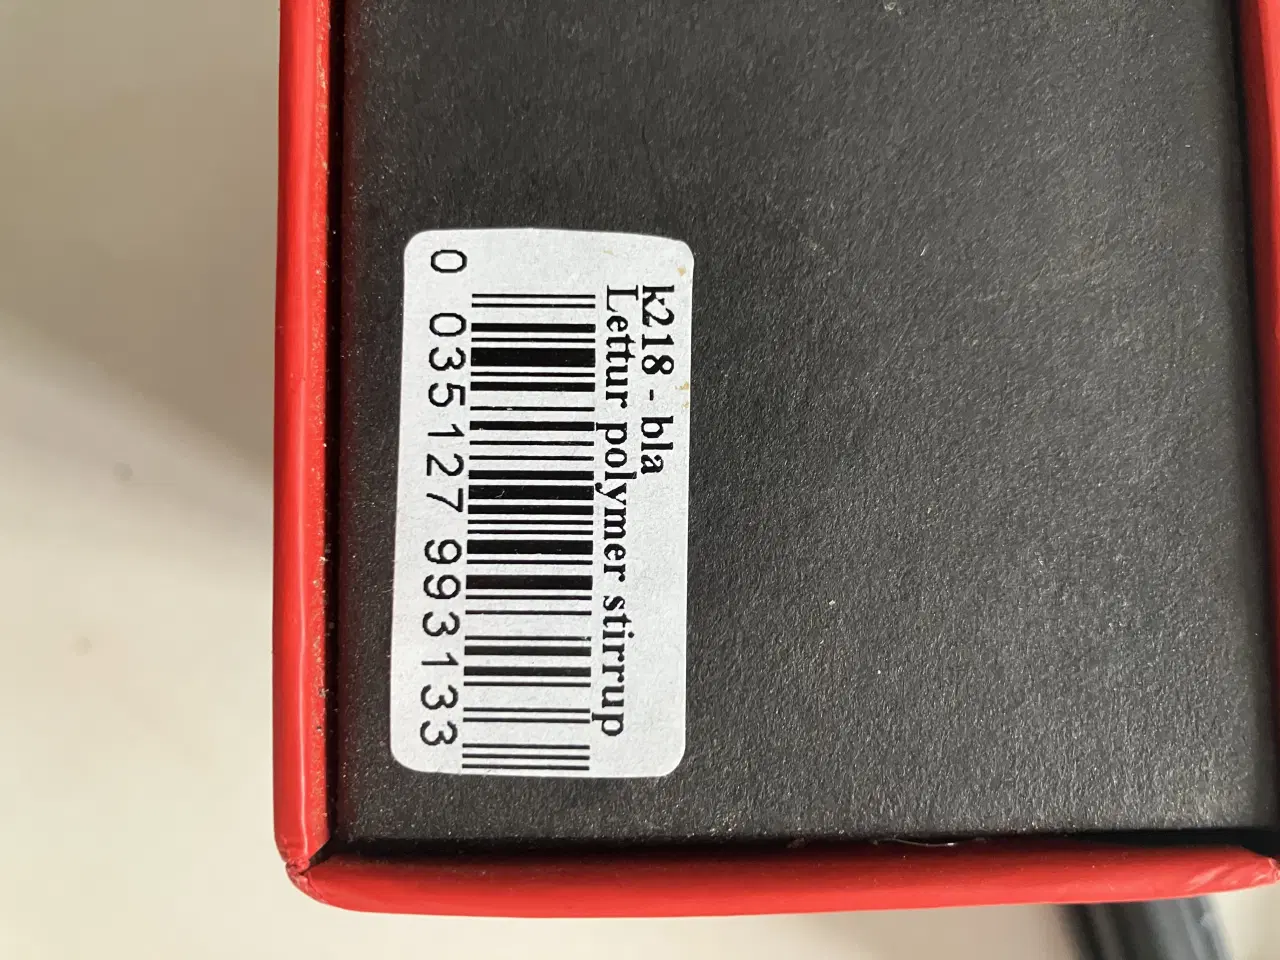 k218 - bla
Lettur polymer stirrup
0 035127 993133